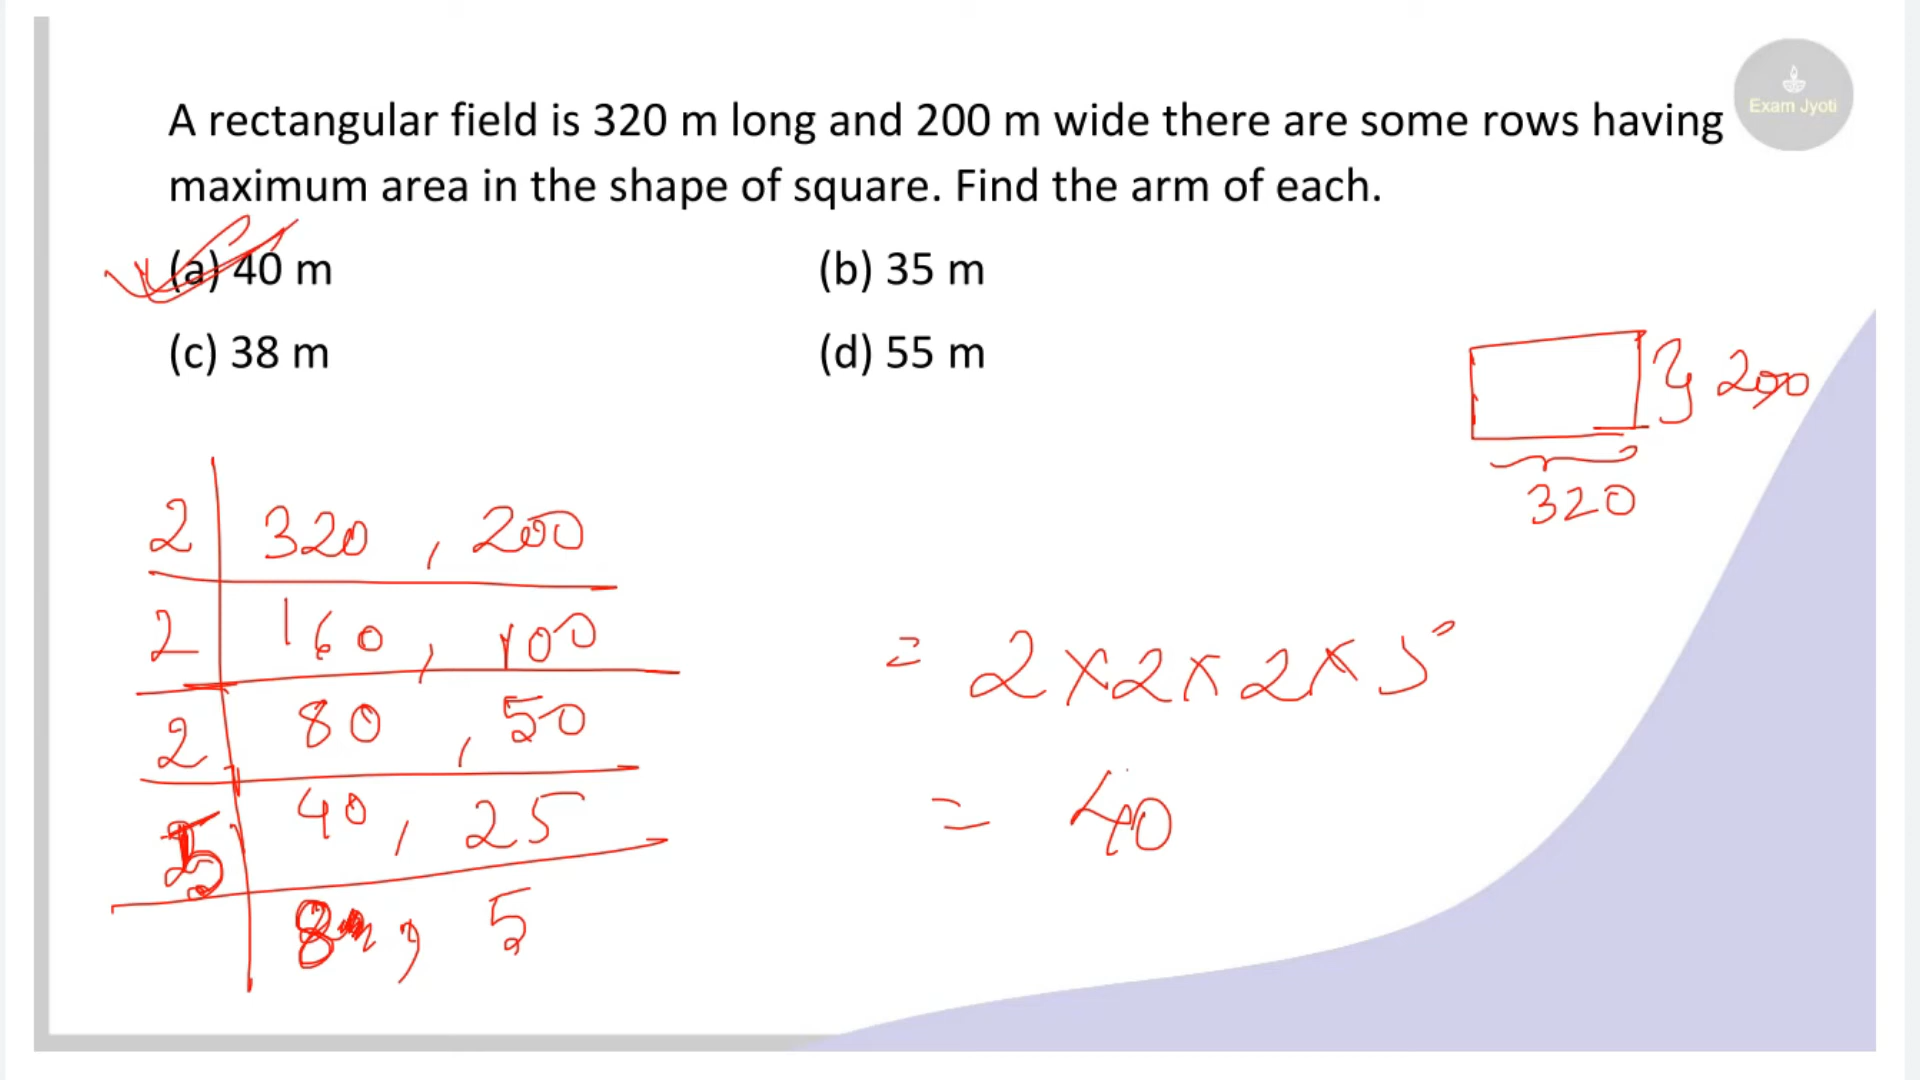 Exam Jyoti
A rectangular field is 320 m long and 200 m wide there are some rows having
maximum area in the shape of square. Find the arm of each.
(a) 40 m
(b) 35 m
(c) 38 m
(d) 55 m
200
320
2 320 , 200
2 160 , 100
2 80 , 50
5 40 , 25
8 , 5
= 2 × 2 × 2 × 5
= 40